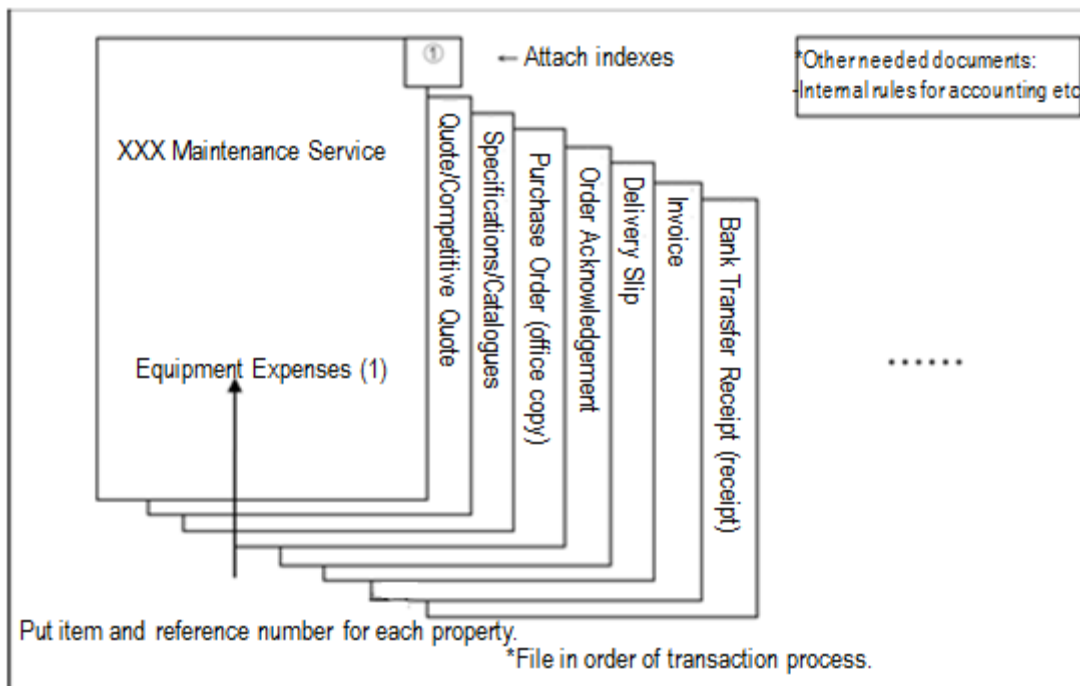 ①
← Attach indexes
*Other needed documents:
-Internal rules for accounting etc
XXX Maintenance Service
Equipment Expenses (1)
Quote/Competitive Quote
Specifications/Catalogues
Purchase Order (office copy)
Order Acknowledgement
Delivery Slip
Invoice
Bank Transfer Receipt (receipt)
......
Put item and reference number for each property.
*File in order of transaction process.